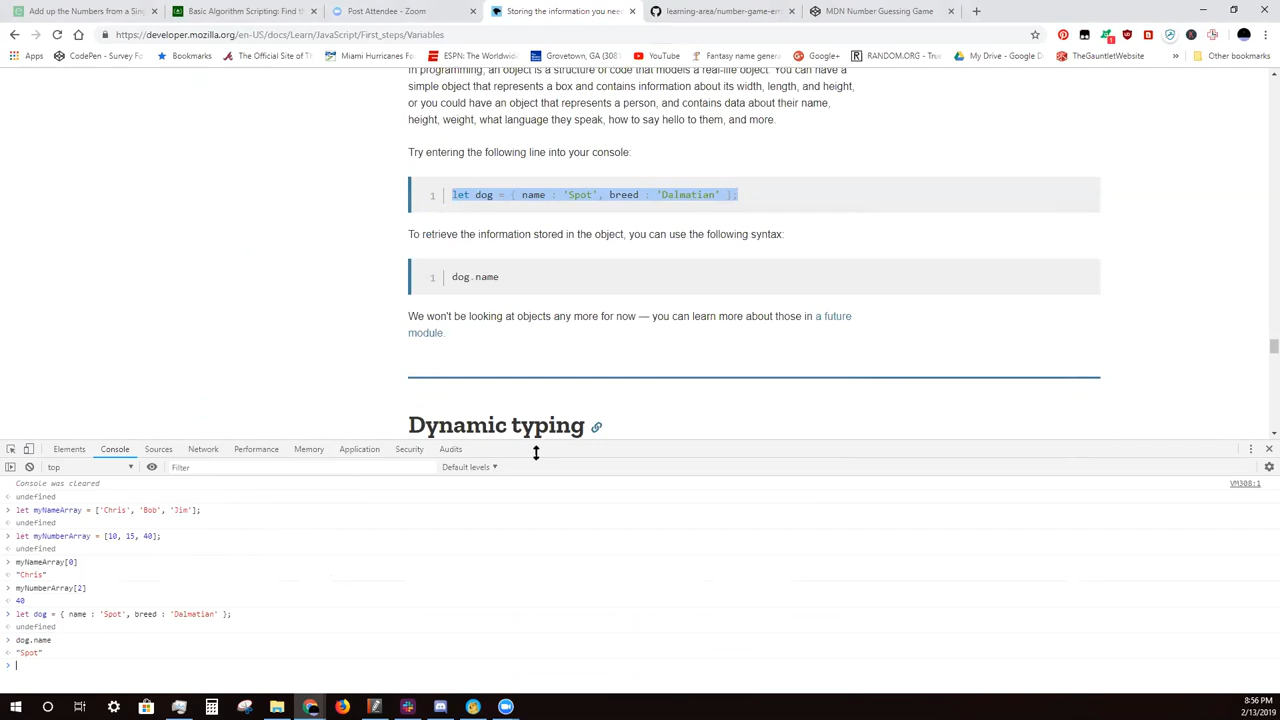 Add up the Numbers from a Sin
Basic Algorithm Scripting: Find th
Post Attendee - Zoom
Storing the information you nee
learning-area/number-game-err
MDN Number Guessing Game
https://developer.mozilla.org/en-US/docs/Learn/JavaScript/First_steps/Variables
Apps
CodePen - Survey Fo
Bookmarks
The Official Site of Th
Miami Hurricanes For
ESPN: The Worldwide
Grovetown, GA (308
YouTube
Fantasy name genera
Google+
RANDOM.ORG - True
My Drive - Google D
TheGauntletWebsite
»
Other bookmarks
In programming, an object is a structure of code that models a real-life object. You can have a
simple object that represents a box and contains information about its width, length, and height,
or you could have an object that represents a person, and contains data about their name,
height, weight, what language they speak, how to say hello to them, and more.
Try entering the following line into your console:
1 let dog = { name : 'Spot', breed : 'Dalmatian' };
To retrieve the information stored in the object, you can use the following syntax:
1 dog.name
We won't be looking at objects any more for now — you can learn more about those in a future
module.
Dynamic typing
Elements Console Sources Network Performance Memory Application Security Audits
top Filter Default levels
Console was cleared VM308:1
undefined
let myNameArray = ['Chris', 'Bob', 'Jim'];
undefined
let myNumberArray = [10, 15, 40];
undefined
myNameArray[0]
"Chris"
myNumberArray[2]
40
let dog = { name : 'Spot', breed : 'Dalmatian' };
undefined
dog.name
"Spot"
8:56 PM
2/13/2019